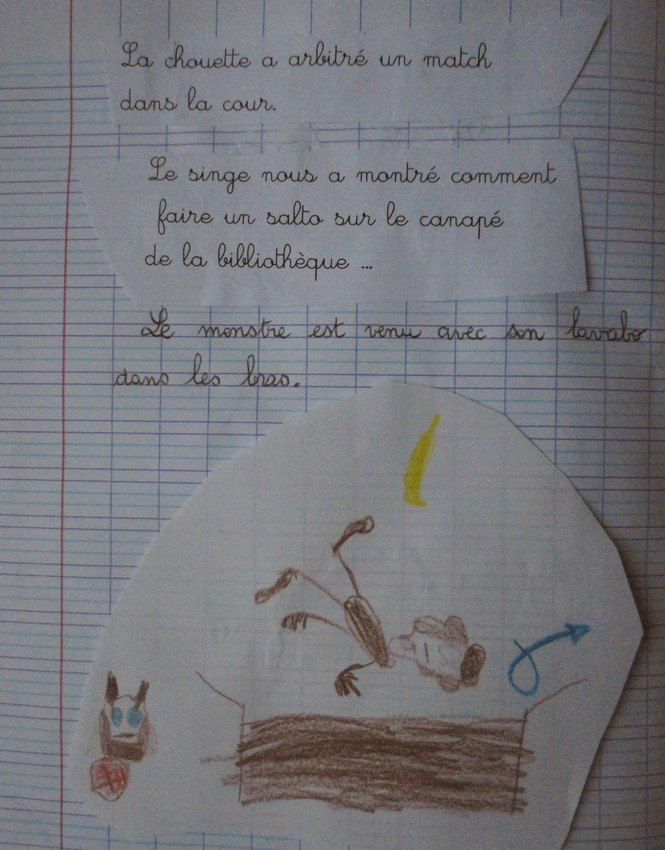 La chouette a arbitré un match
dans la cour.
Le singe nous a montré comment
faire un salto sur le canapé
de la bibliothèque ...
Le monstre est venu avec son lavabo
dans les bras.